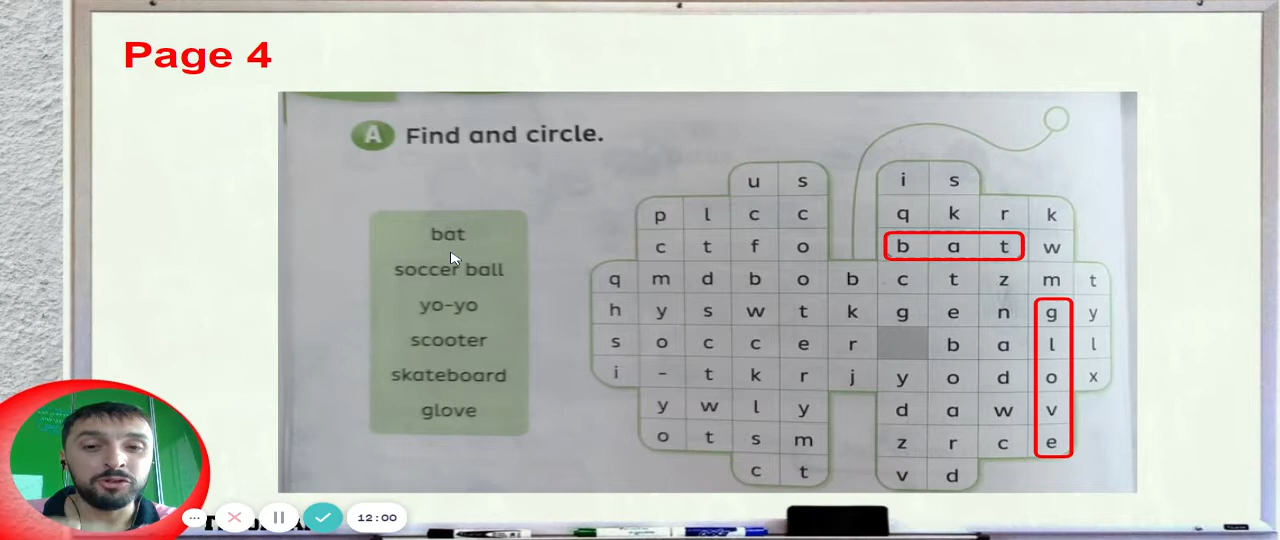 Page 4
A Find and circle.
bat
soccer ball
yo-yo
scooter
skateboard
glove
u s i s
p l c c q k r k
c t f o b a t w
q m d b o b c t z m t
h y s w t k g e n g y
s o c c e r b a l l
i - t k r j y o d o x
y w l y d a w v
o t s m z r c e
c t v d
12:00